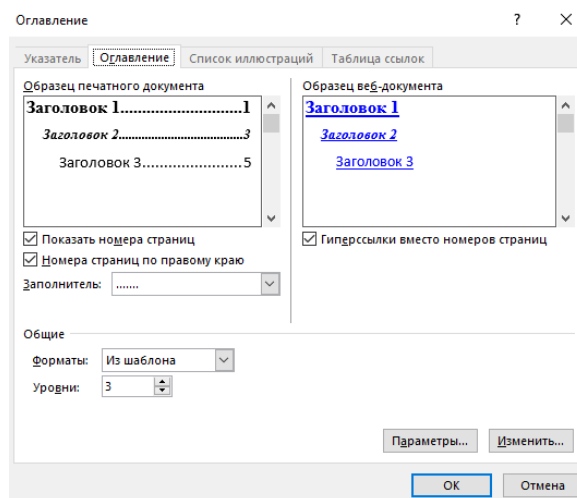 Оглавление
Указатель Оглавление Список иллюстраций Таблица ссылок
Образец печатного документа
Заголовок 1..............................1
Заголовок 2.............................................3
Заголовок 3........................5
Образец веб-документа
Заголовок 1
Заголовок 2
Заголовок 3
Показать номера страниц
Номера страниц по правому краю
Заполнитель: .......
Гиперссылки вместо номеров страниц
Общие
Форматы: Из шаблона
Уровни: 3
Параметры... Изменить...
ОК Отмена